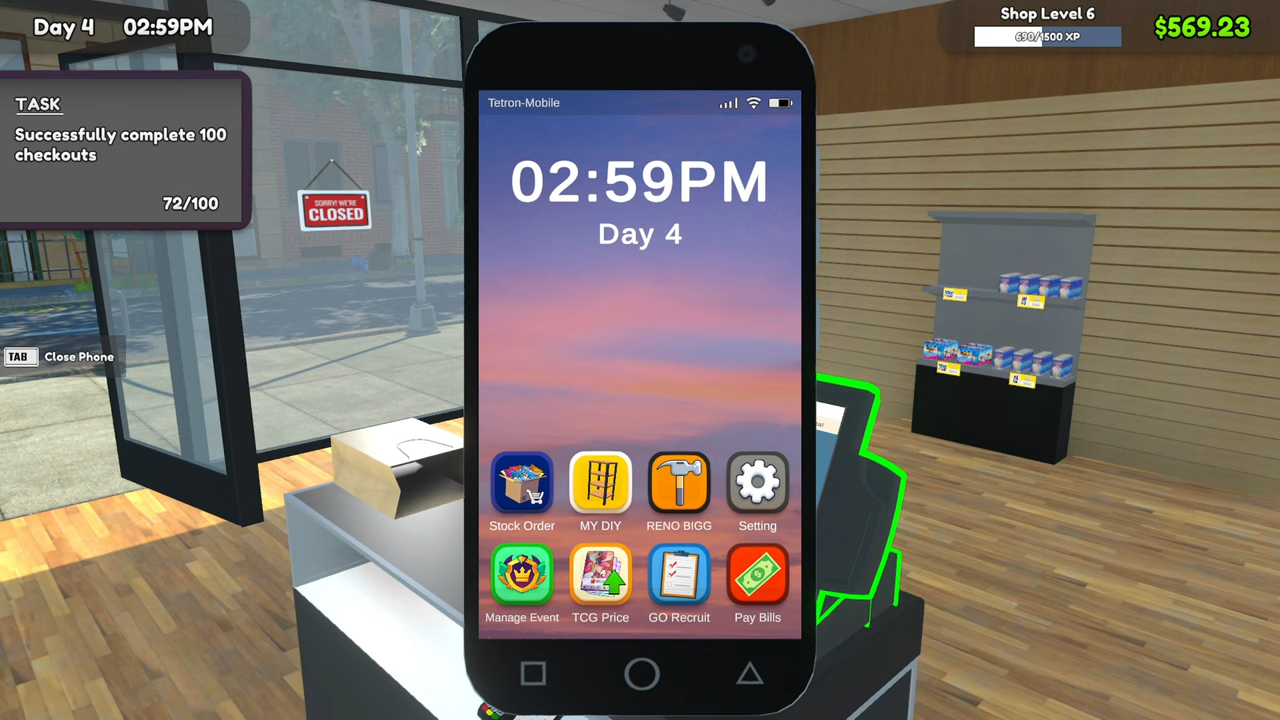 Day 4 02:59PM
Shop Level 6
690/1500 XP
$569.23
TASK
Successfully complete 100
checkouts
72/100
SORRY! WE'RE
CLOSED
TAB Close Phone
Tetron-Mobile
02:59PM
Day 4
Stock Order MY DIY RENO BIGG Setting
Manage Event TCG Price GO Recruit Pay Bills